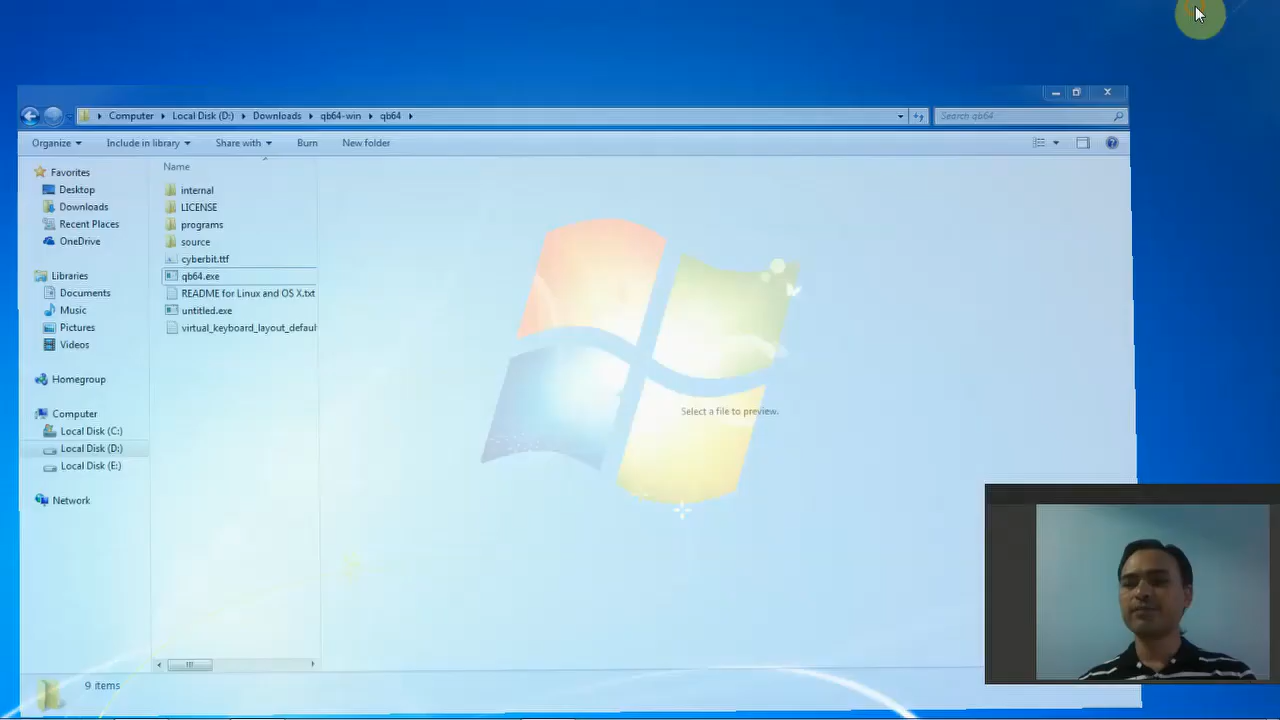 Computer Local Disk (D:) Downloads qb64-win qb64
Search qb64
Organize Include in library Share with Burn New folder
Name
Favorites
Desktop
Downloads
Recent Places
OneDrive
Libraries
Documents
Music
Pictures
Videos
Homegroup
Computer
Local Disk (C:)
Local Disk (D:)
Local Disk (E:)
Network
internal
LICENSE
programs
source
cyberbit.ttf
qb64.exe
README for Linux and OS X.txt
untitled.exe
virtual_keyboard_layout_default
Select a file to preview.
9 items